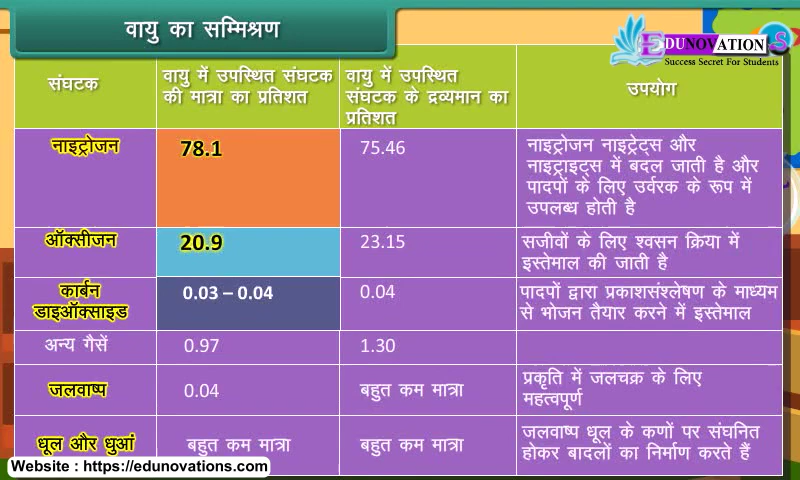 वायु का सम्मिश्रण
EDUNOVATIONS
Success Secret For Students
संघटक
वायु में उपस्थित संघटक
की मात्रा का प्रतिशत
वायु में उपस्थित
संघटक के द्रव्यमान का
प्रतिशत
उपयोग
नाइट्रोजन
78.1
75.46
नाइट्रोजन नाइट्रेट्स और
नाइट्राइट्स में बदल जाती है और
पादपों के लिए उर्वरक के रूप में
उपलब्ध होती है
ऑक्सीजन
20.9
23.15
सजीवों के लिए श्वसन क्रिया में
इस्तेमाल की जाती है
कार्बन
डाइऑक्साइड
0.03 – 0.04
0.04
पादपों द्वारा प्रकाशसंश्लेषण के माध्यम
से भोजन तैयार करने में इस्तेमाल
अन्य गैसें
0.97
1.30
जलवाष्प
0.04
बहुत कम मात्रा
प्रकृति में जलचक्र के लिए
महत्वपूर्ण
धूल और धुआं
बहुत कम मात्रा
बहुत कम मात्रा
जलवाष्प धूल के कणों पर संघनित
होकर बादलों का निर्माण करते हैं
Website : https://edunovations.com